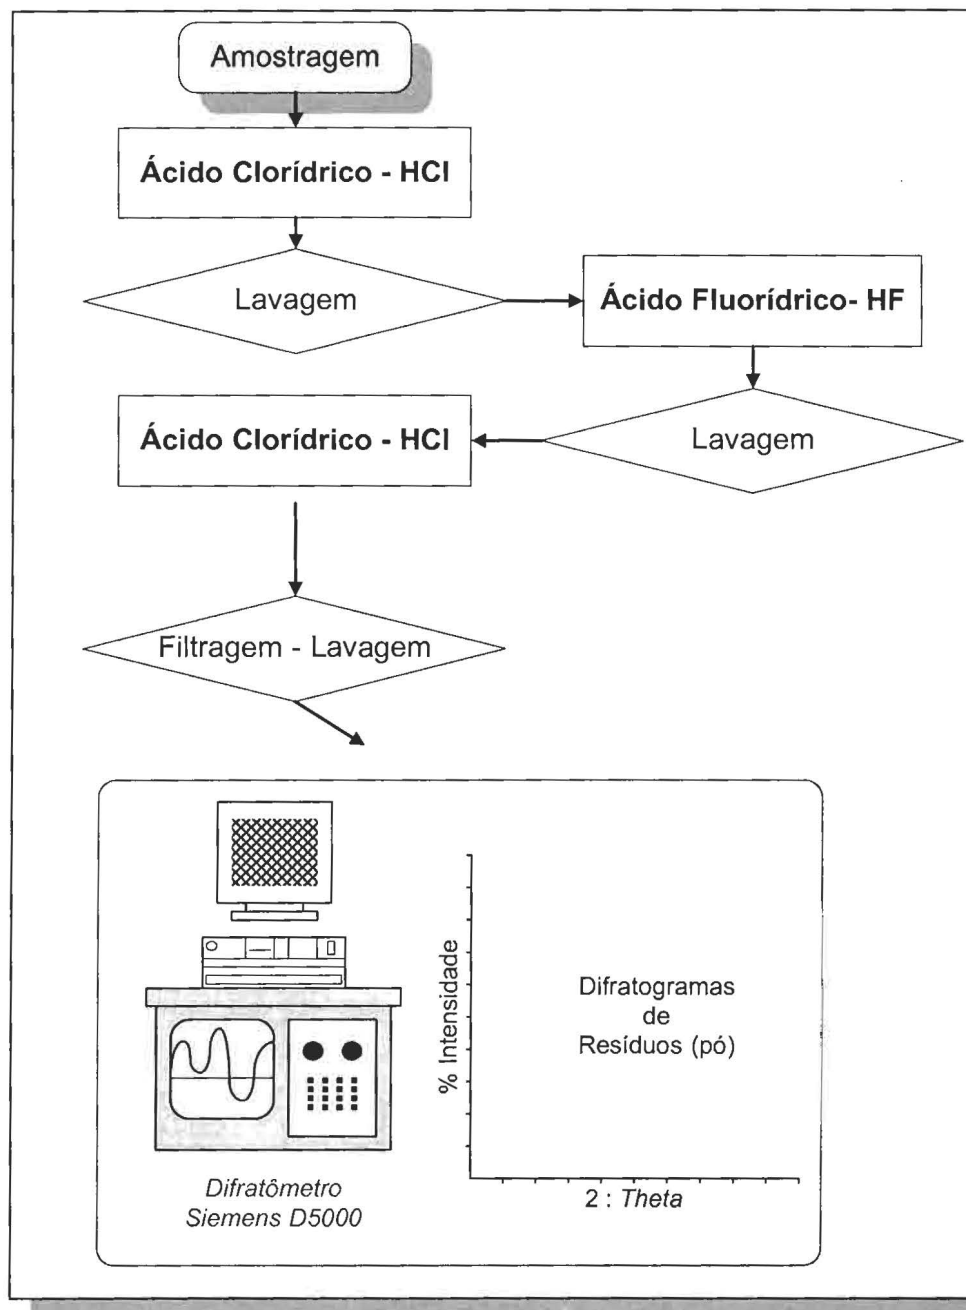 Amostragem
Ácido Clorídrico - HCl
Lavagem
Ácido Fluorídrico- HF
Lavagem
Ácido Clorídrico - HCl
Filtragem - Lavagem
% Intensidade
Difratogramas
de
Resíduos (pó)
2 : Theta
Difratômetro
Siemens D5000